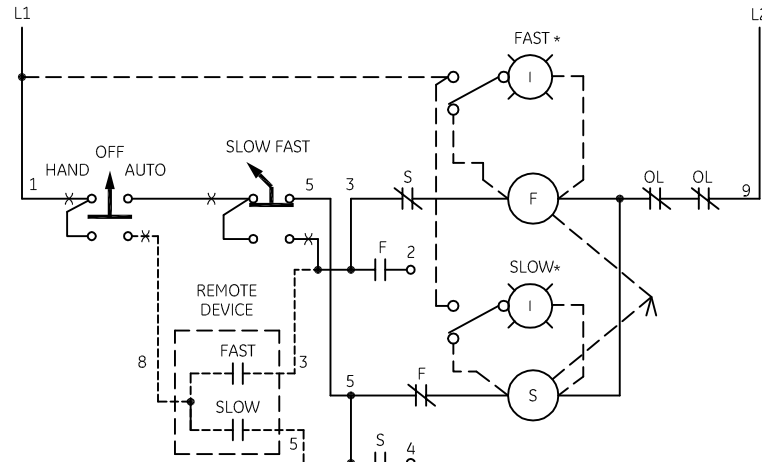 L1
L2
FAST *
I
OFF
HAND
AUTO
SLOW FAST
1
5
3
S
F
OL
OL
9
F
2
SLOW*
I
REMOTE
DEVICE
8
FAST
3
5
F
S
SLOW
5
S
4